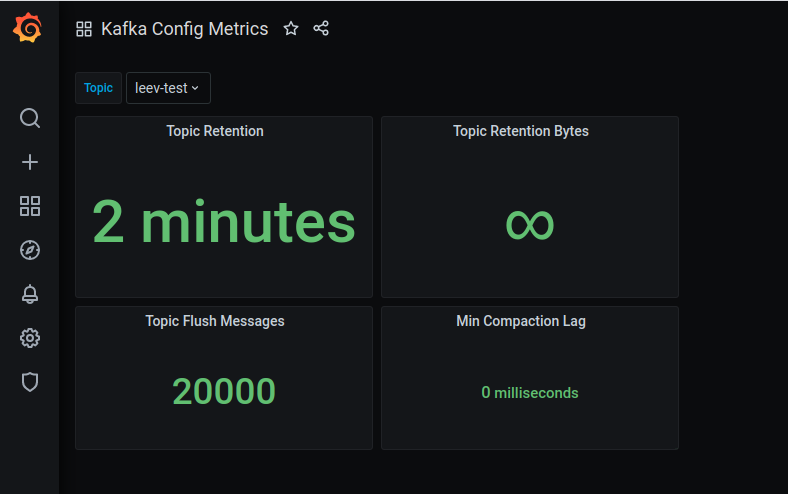 Kafka Config Metrics
Topic leev-test
Topic Retention
2 minutes
Topic Retention Bytes
∞
Topic Flush Messages
20000
Min Compaction Lag
0 milliseconds